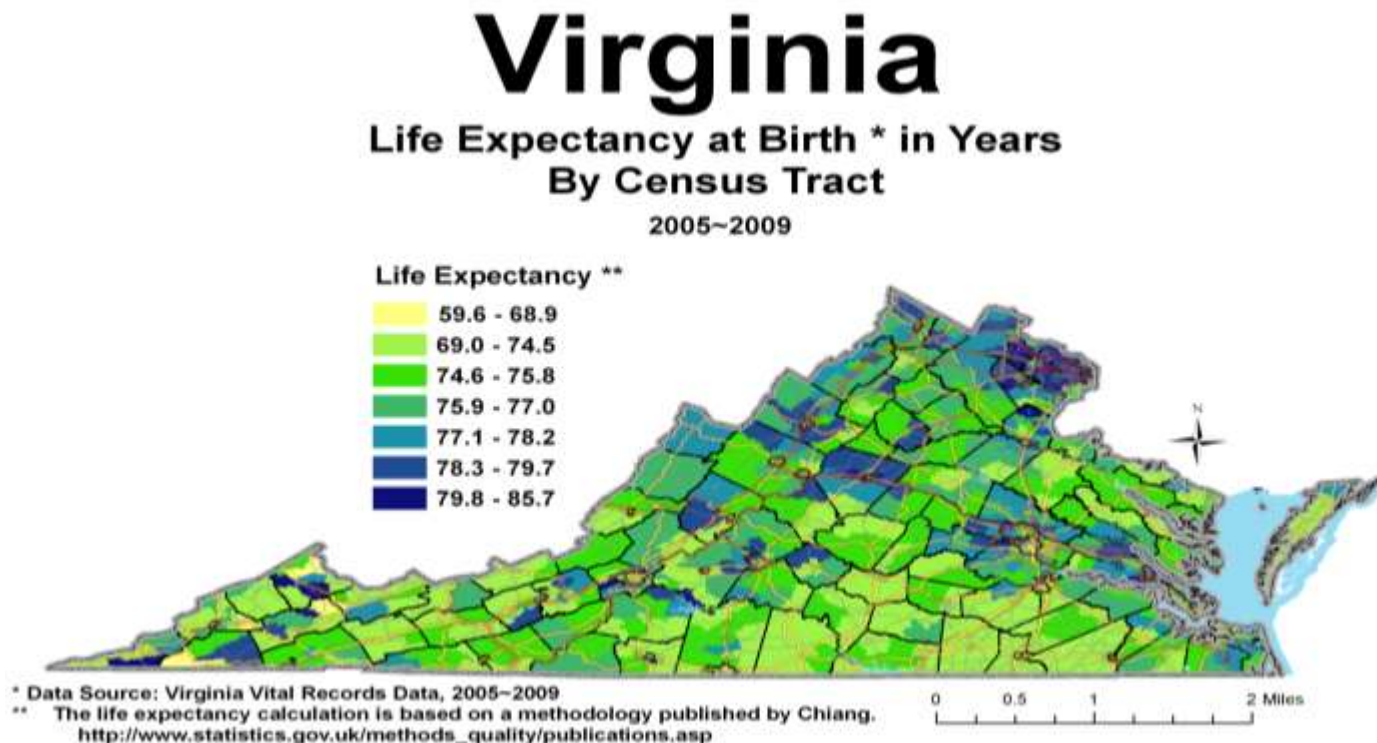 Virginia
Life Expectancy at Birth * in Years
By Census Tract
2005~2009
Life Expectancy **
59.6 - 68.9
69.0 - 74.5
74.6 - 75.8
75.9 - 77.0
77.1 - 78.2
78.3 - 79.7
79.8 - 85.7
N
* Data Source: Virginia Vital Records Data, 2005~2009
** The life expectancy calculation is based on a methodology published by Chiang.
http://www.statistics.gov.uk/methods_quality/publications.asp
0 0.5 1 2 Miles